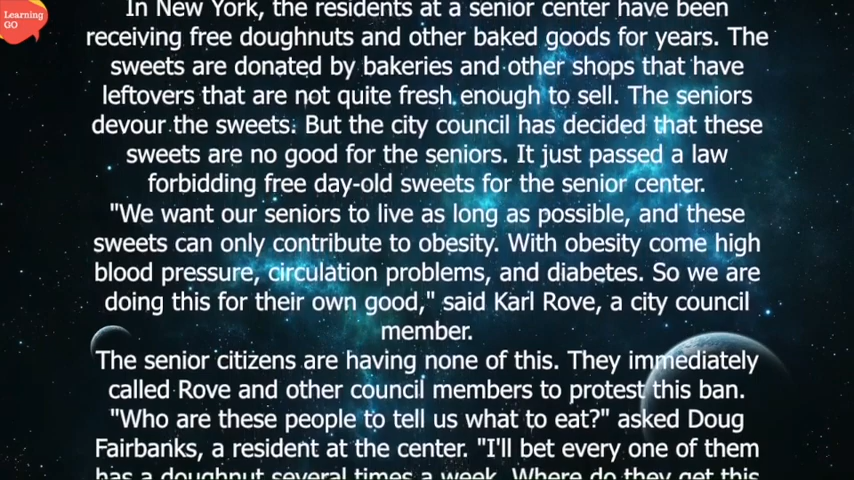 Learning
GO
In New York, the residents at a senior center have been
receiving free doughnuts and other baked goods for years. The
sweets are donated by bakeries and other shops that have
leftovers that are not quite fresh enough to sell. The seniors
devour the sweets. But the city council has decided that these
sweets are no good for the seniors. It just passed a law
forbidding free day-old sweets for the senior center.
"We want our seniors to live as long as possible, and these
sweets can only contribute to obesity. With obesity come high
blood pressure, circulation problems, and diabetes. So we are
doing this for their own good," said Karl Rove, a city council
member.
The senior citizens are having none of this. They immediately
called Rove and other council members to protest this ban.
"Who are these people to tell us what to eat?" asked Doug
Fairbanks, a resident at the center. "I'll bet every one of them
has a doughnut several times a week. Where do they get this